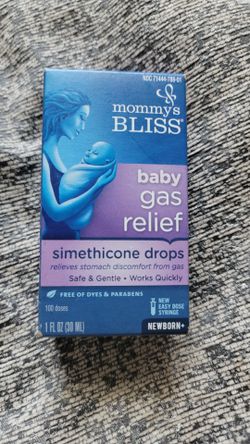 NDC 71444-788-01
mommy's
BLISS®
baby
gas
relief
simethicone drops
relieves stomach discomfort from gas
Safe & Gentle • Works Quickly
FREE OF DYES & PARABENS
100 doses
1 FL OZ (30 ML)
NEW
EASY DOSE
SYRINGE
NEWBORN+